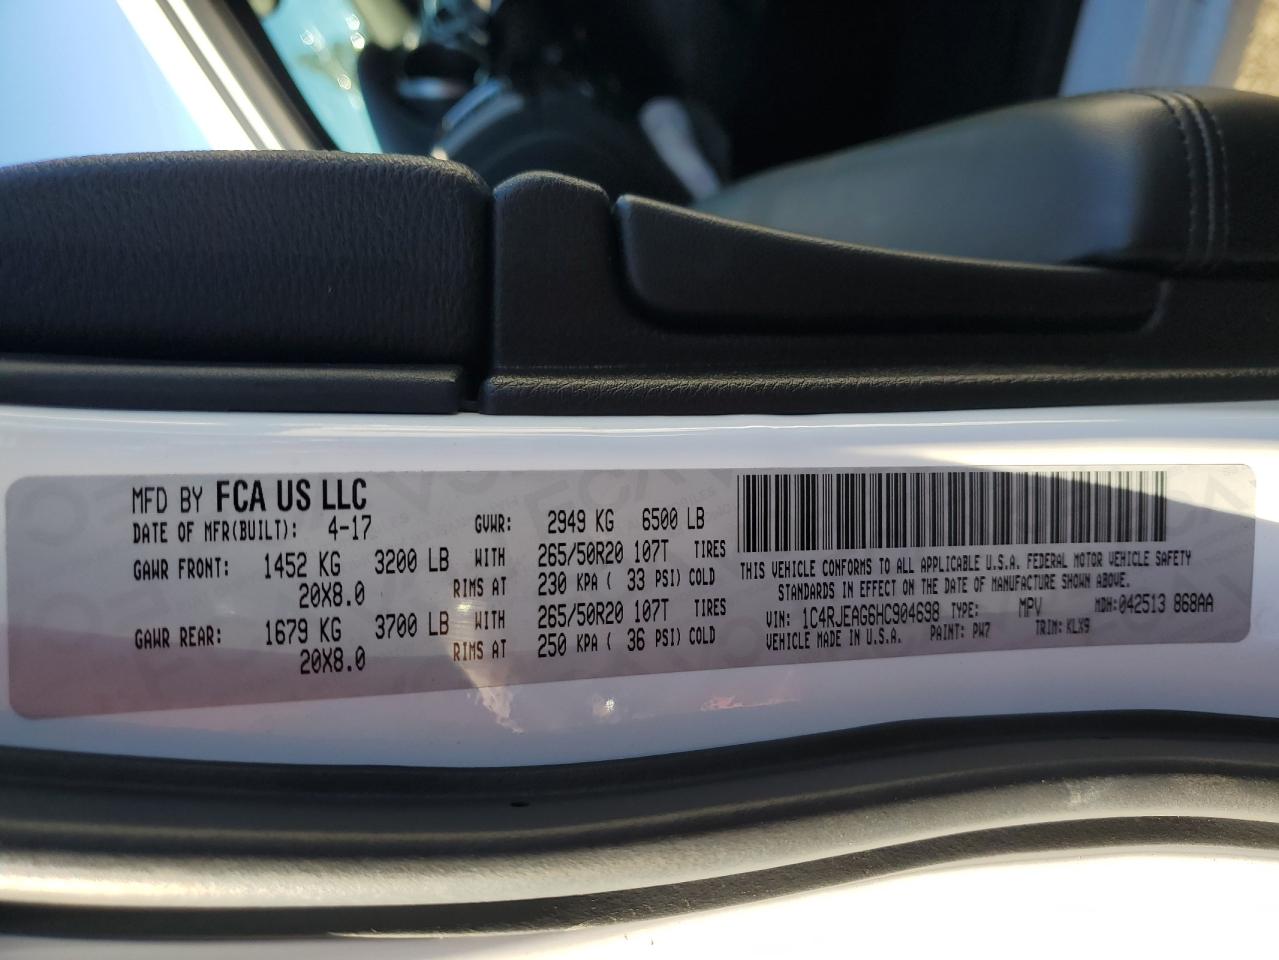 MFD BY FCA US LLC
DATE OF MFR(BUILT): 4-17 GVWR: 2949 KG 6500 LB
GAWR FRONT: 1452 KG 3200 LB WITH 265/50R20 107T TIRES
20X8.0 RIMS AT 230 KPA ( 33 PSI) COLD
GAWR REAR: 1679 KG 3700 LB WITH 265/50R20 107T TIRES
20X8.0 RIMS AT 250 KPA ( 36 PSI) COLD
THIS VEHICLE CONFORMS TO ALL APPLICABLE U.S.A. FEDERAL MOTOR VEHICLE SAFETY
STANDARDS IN EFFECT ON THE DATE OF MANUFACTURE SHOWN ABOVE.
VIN: 1C4RJEAG6HC904698 TYPE: MPV MDH: 042513 868AA
VEHICLE MADE IN U.S.A. PAINT: PW7 TRIM: KLX9